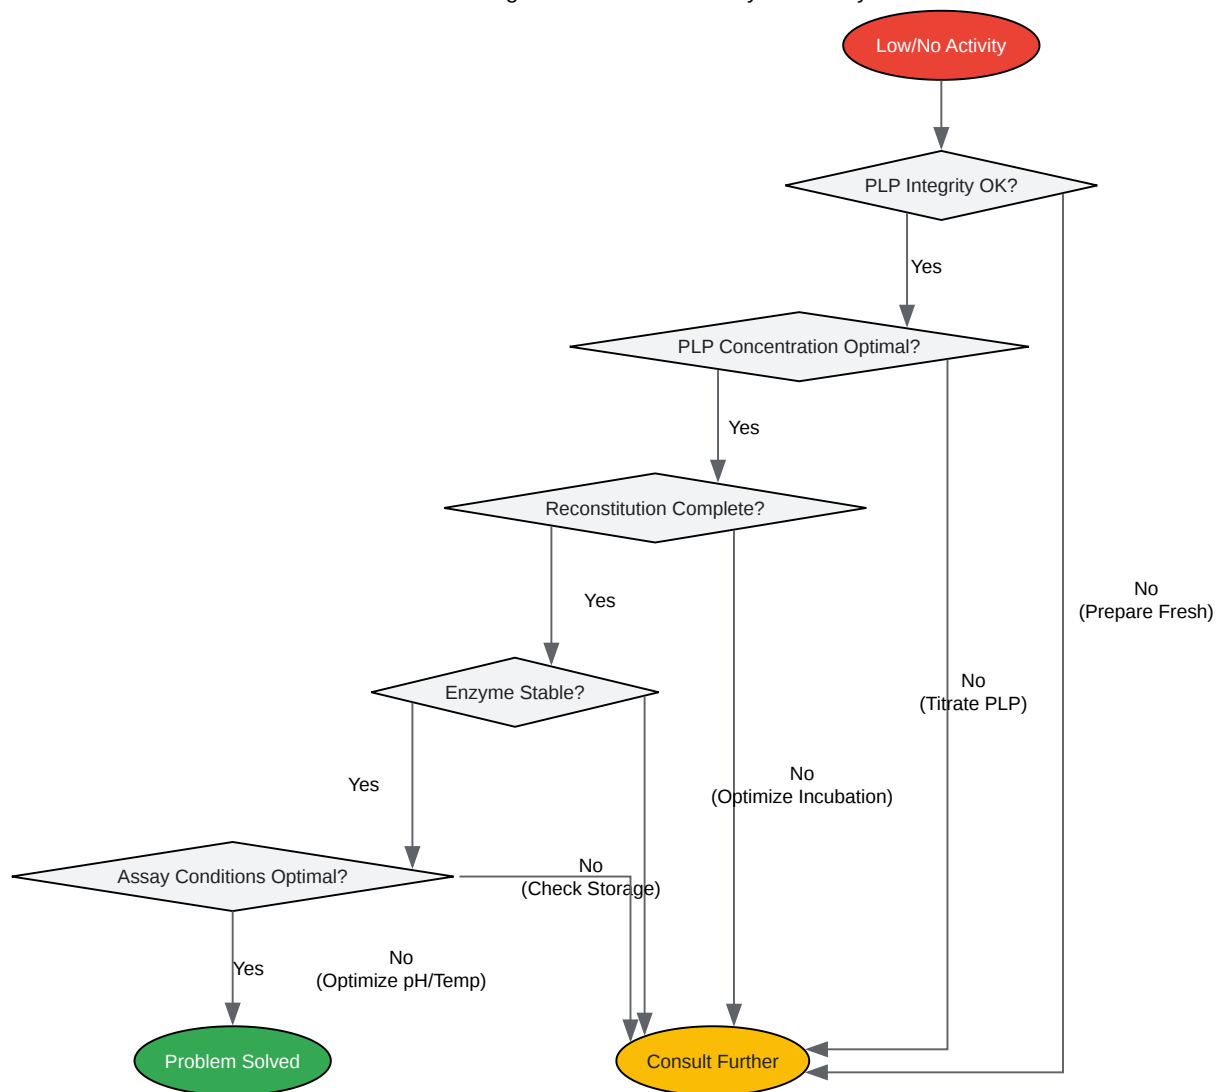 Low/No Activity
PLP Integrity OK?
Yes
PLP Concentration Optimal?
Yes
Reconstitution Complete?
Yes
No
(Prepare Fresh)
Enzyme Stable?
No
(Titrate PLP)
Yes
No
(Optimize Incubation)
Assay Conditions Optimal?
No
(Check Storage)
Yes
No
(Optimize pH/Temp)
Problem Solved
Consult Further